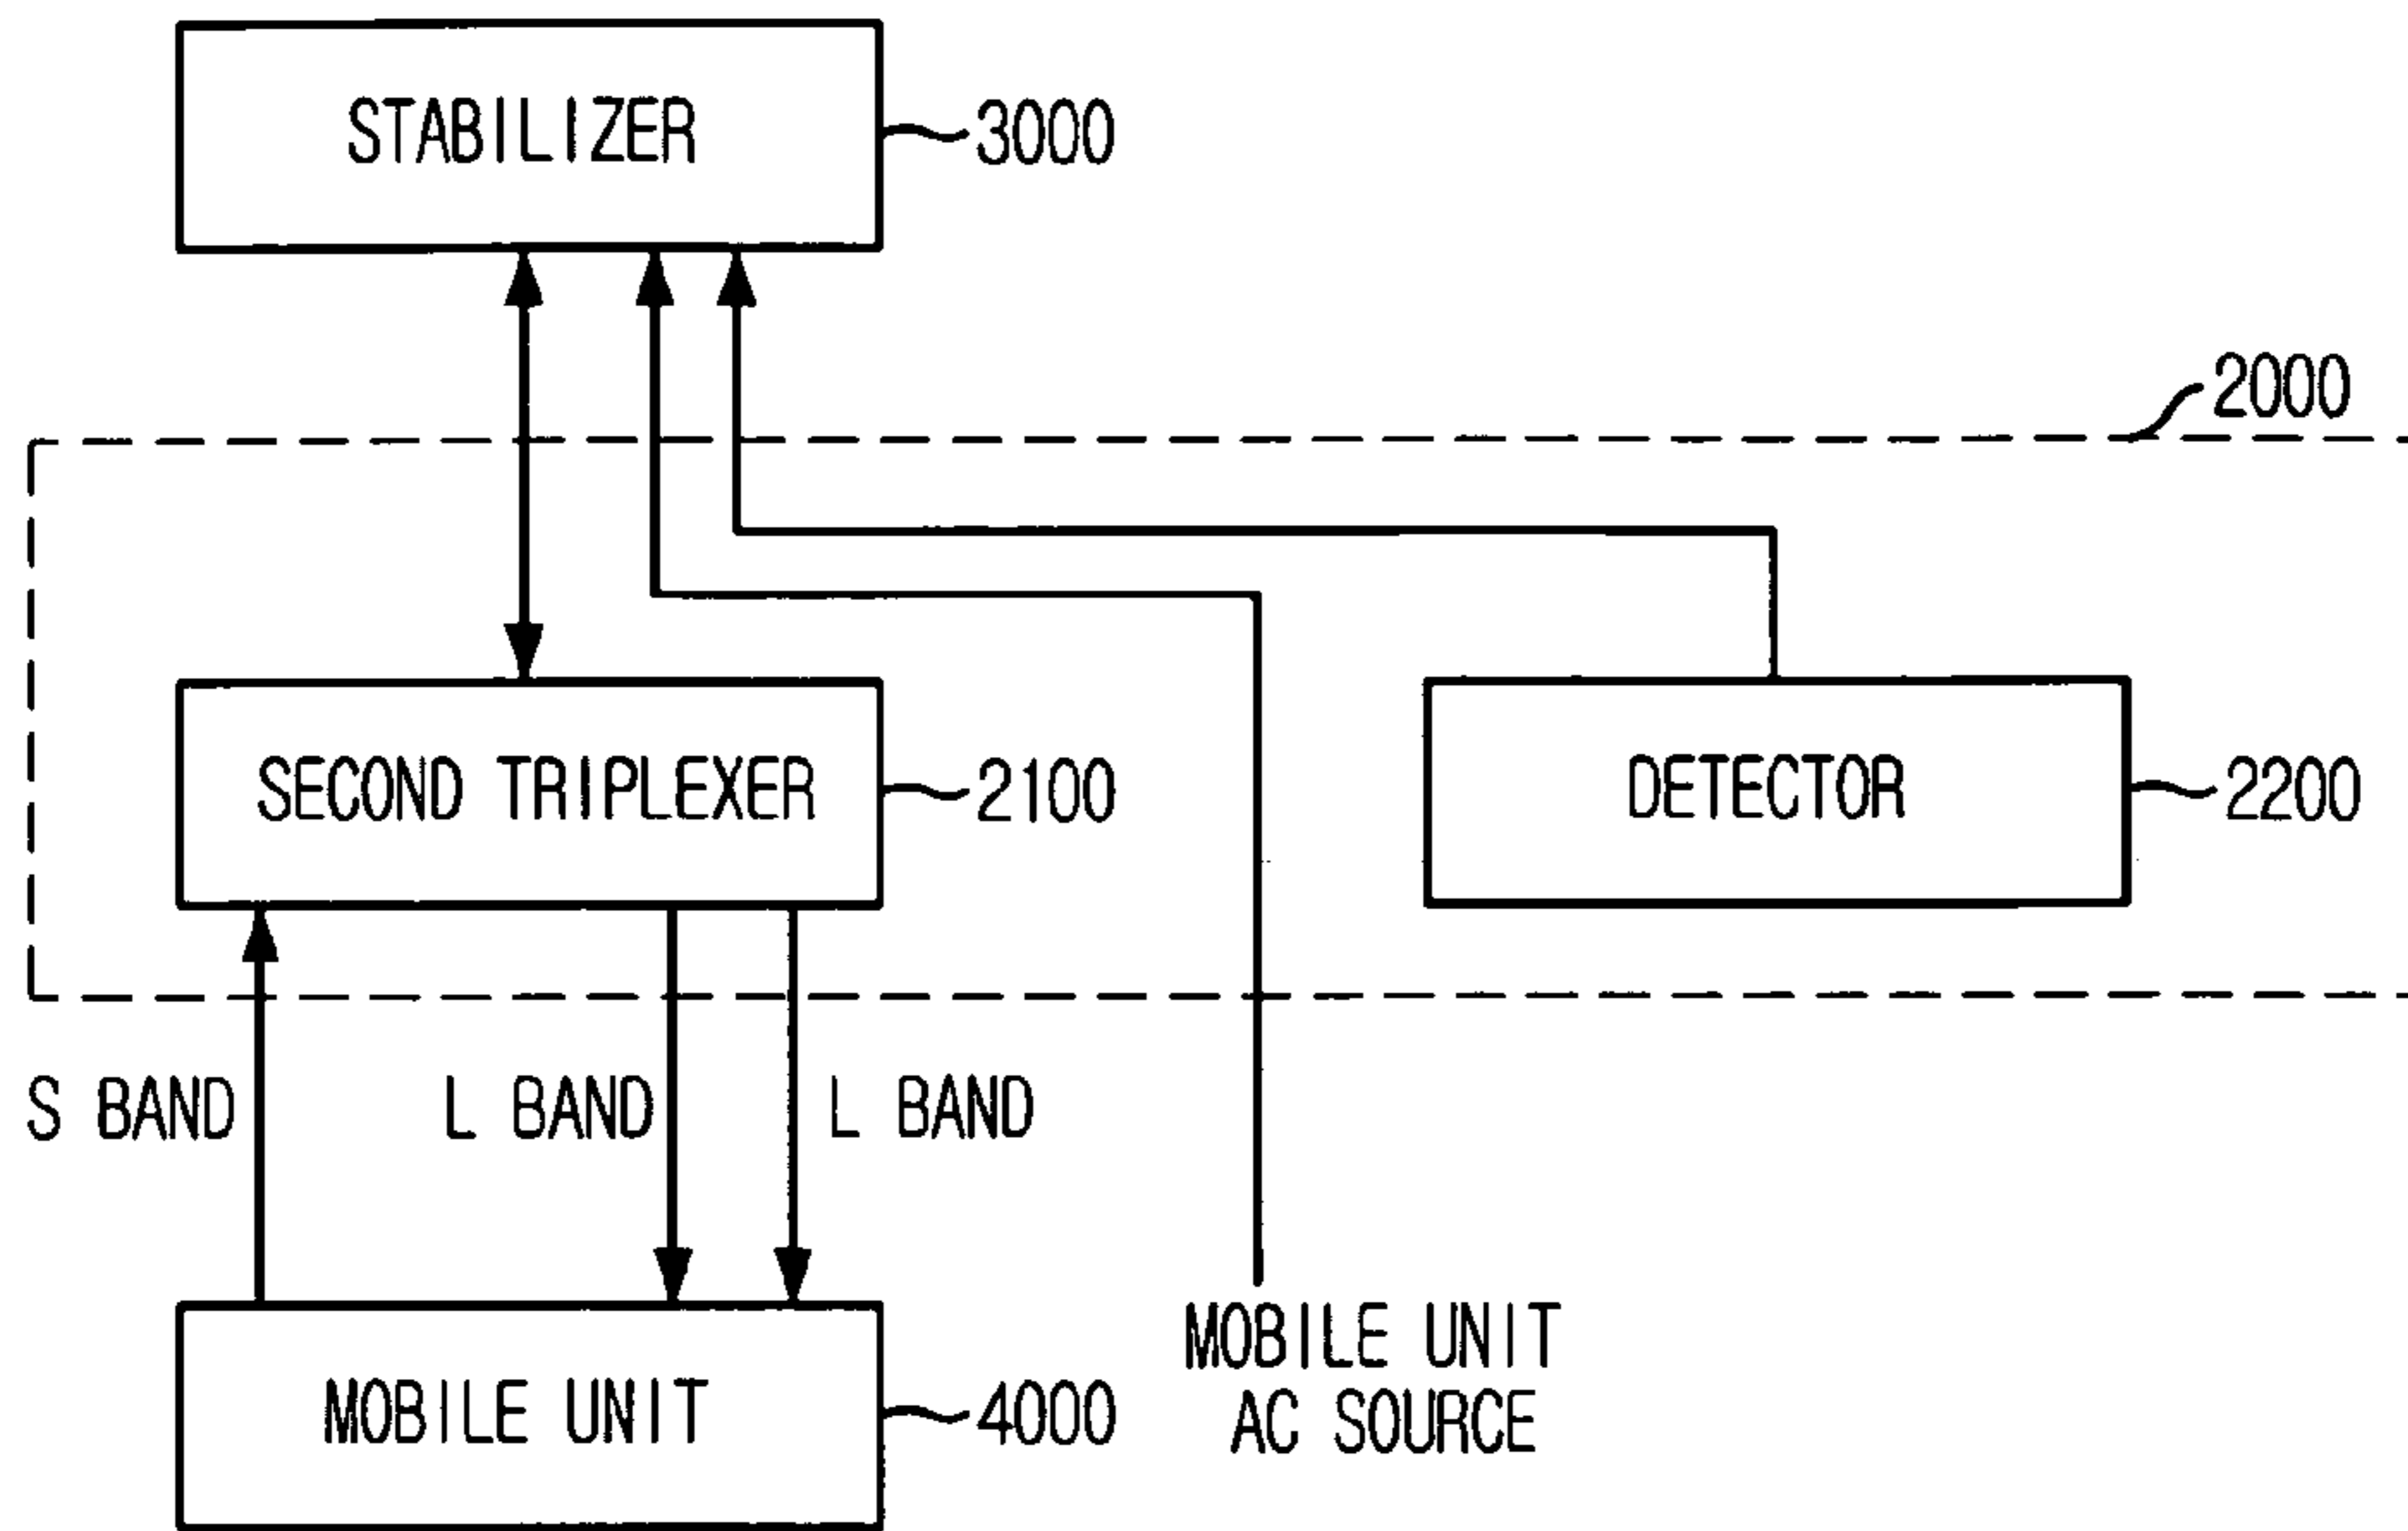 STABILIZER
3000
2000
SECOND TRIPLEXER
2100
DETECTOR
2200
S BAND
L BAND
L BAND
MOBILE UNIT
AC SOURCE
MOBILE UNIT
4000